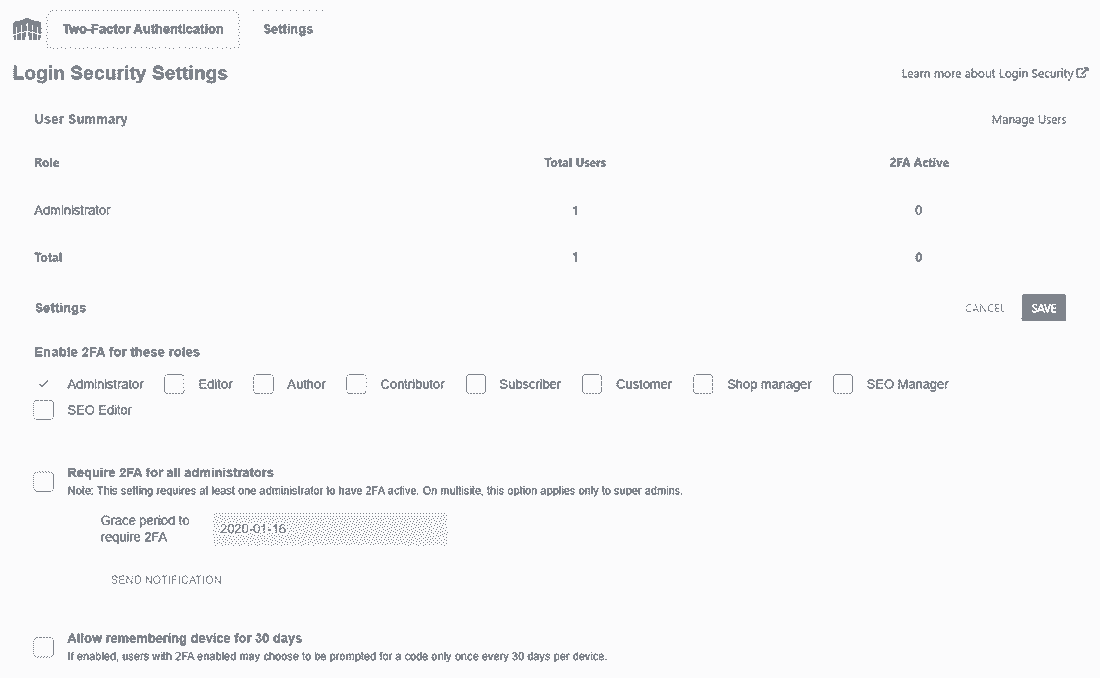 Two-Factor Authentication Settings
Login Security Settings Learn more about Login Security
User Summary Manage Users
Role Total Users 2FA Active
Administrator 1 0
Total 1 0
Settings CANCEL SAVE
Enable 2FA for these roles
Administrator Editor Author Contributor Subscriber Customer Shop manager SEO Manager
SEO Editor
Require 2FA for all administrators
Note: This setting requires at least one administrator to have 2FA active. On multisite, this option applies only to super admins.
Grace period to
require 2FA
2020-01-16
SEND NOTIFICATION
Allow remembering device for 30 days
If enabled, users with 2FA enabled may choose to be prompted for a code only once every 30 days per device.